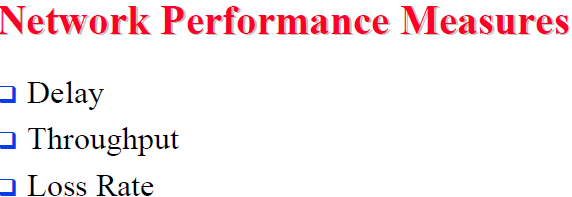 Network Performance Measures
Delay
Throughput
Loss Rate